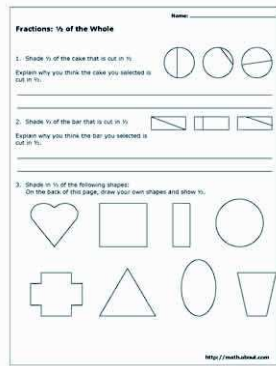 Name:
Fractions: ½ of the Whole
1. Shade ½ of the cake that is cut in ½
Explain why you think the cake you selected is
cut in ½.
2. Shade ½ of the bar that is cut in ½
Explain why you think the bar you selected is
cut in ½.
3. Shade in ½ of the following shapes:
On the back of this page, draw your own shapes and show ½.
http://math.about.com